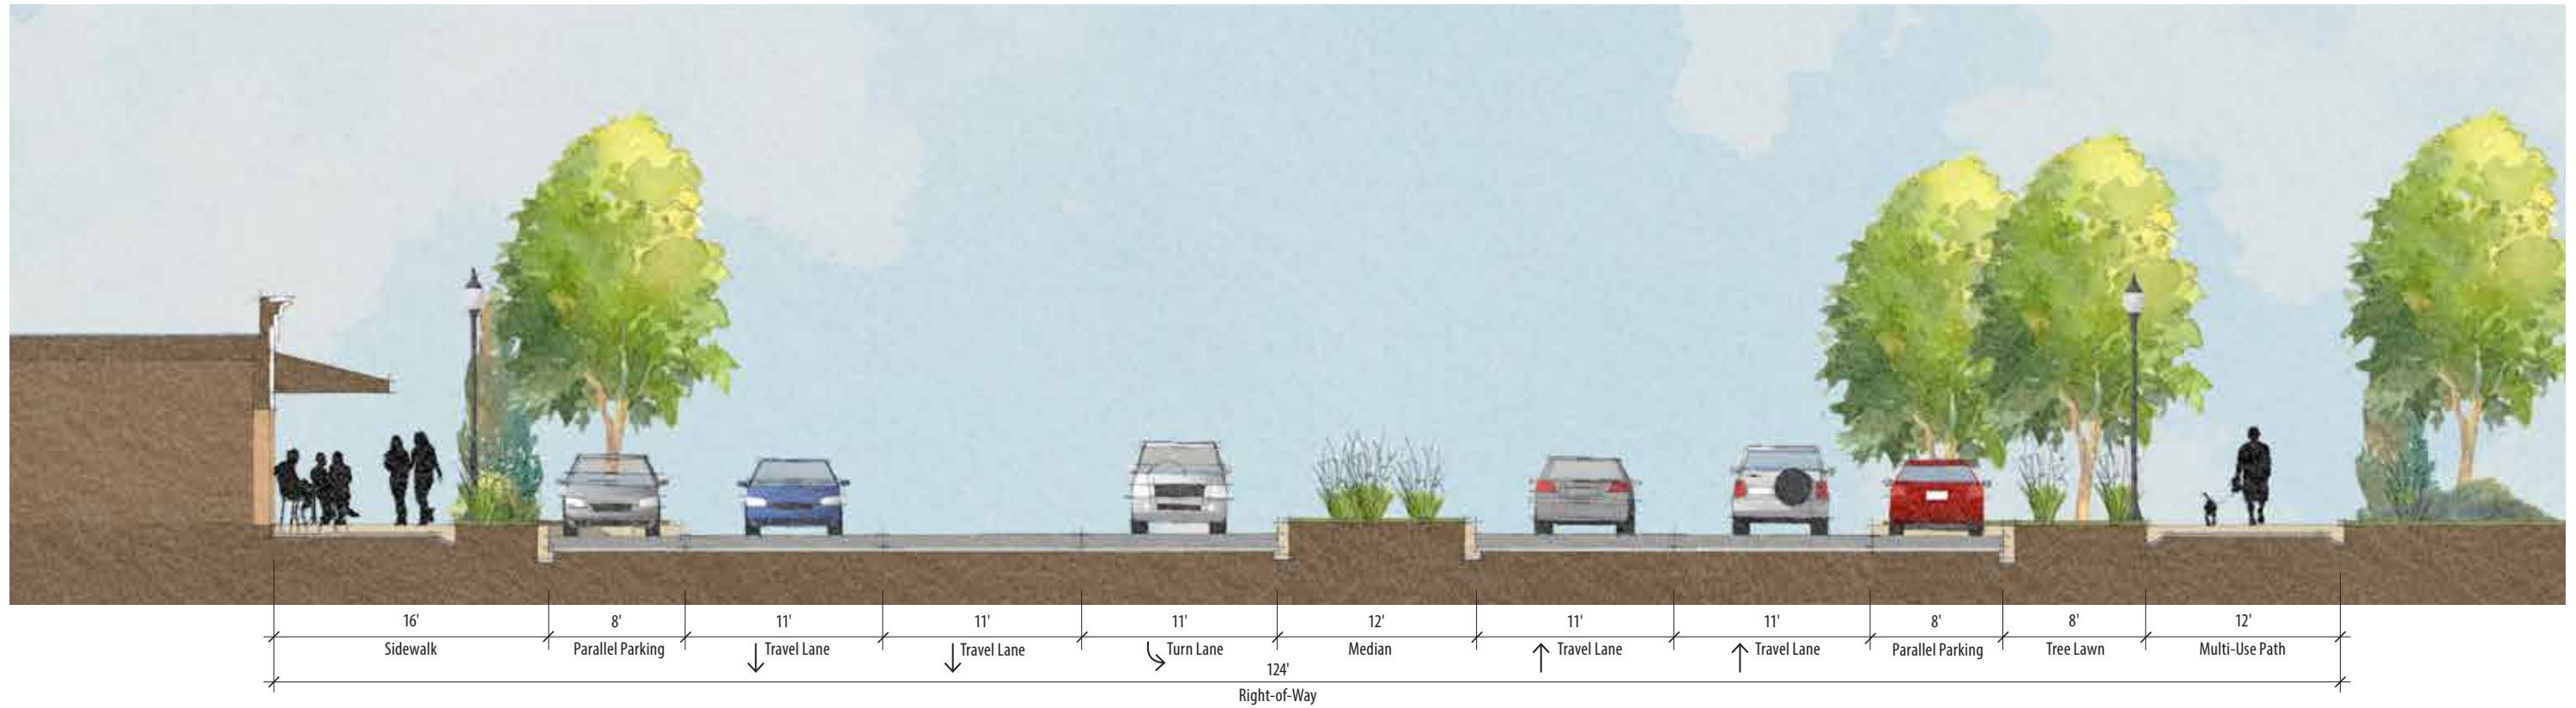 16' 8' 11' 11' 11' 12' 11' 11' 8' 8' 12'
Sidewalk Parallel Parking Travel Lane Travel Lane Turn Lane Median Travel Lane Travel Lane Parallel Parking Tree Lawn Multi-Use Path
124'
Right-of-Way